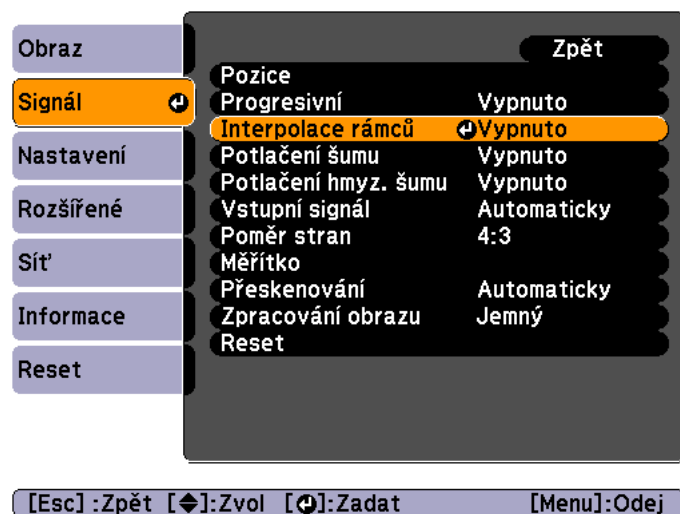 Obraz
Signál
Nastavení
Rozšířené
Síť
Informace
Reset
Zpět
Pozice
Progresivní Vypnuto
Interpolace rámců Vypnuto
Potlačení šumu Vypnuto
Potlačení hmyz. šumu Vypnuto
Vstupní signál Automaticky
Poměr stran 4:3
Měřítko
Přeskenování Automaticky
Zpracování obrazu Jemný
Reset
[Esc] :Zpět [◆]:Zvol [⏎]:Zadat [Menu]:Odej